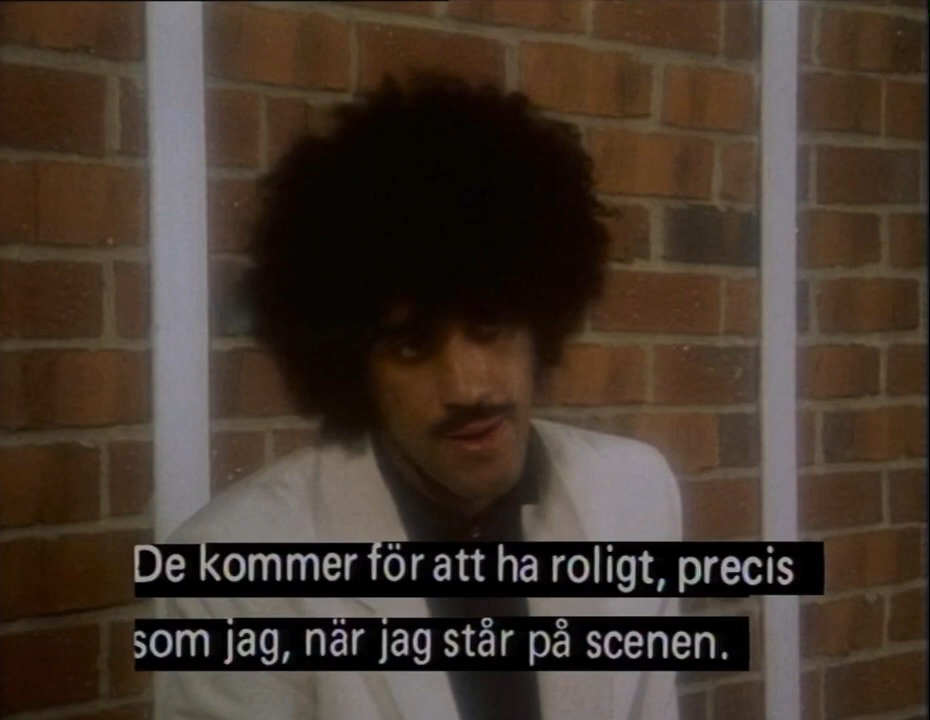 De kommer för att ha roligt, precis
som jag, när jag står på scenen.